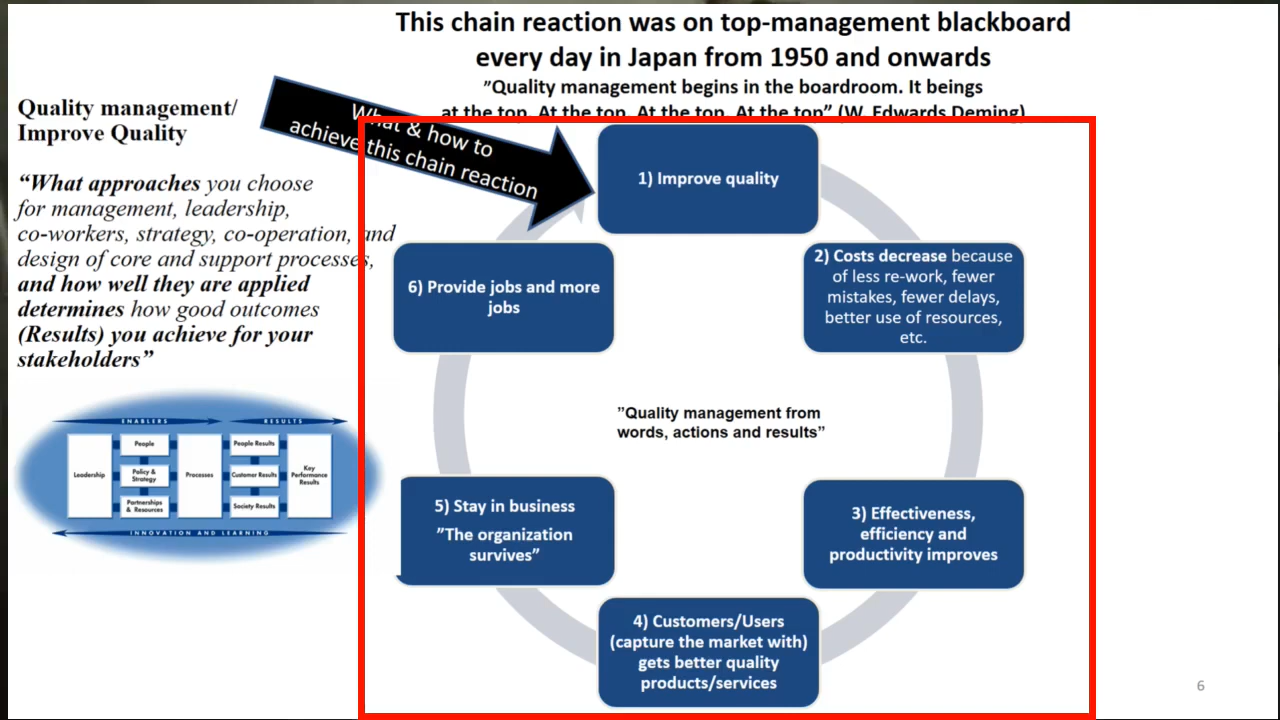 This chain reaction was on top-management blackboard
every day in Japan from 1950 and onwards
”Quality management begins in the boardroom. It beings
at the top. At the top. At the top. At the top” (W. Edwards Deming)
Quality management/
Improve Quality
“What approaches you choose
for management, leadership,
co-workers, strategy, co-operation, and
design of core and support processes,
and how well they are applied
determines how good outcomes
(Results) you achieve for your
stakeholders”
What & how to
achieve this chain reaction
1) Improve quality
2) Costs decrease because
of less re-work, fewer
mistakes, fewer delays,
better use of resources,
etc.
3) Effectiveness,
efficiency and
productivity improves
4) Customers/Users
(capture the market with)
gets better quality
products/services
5) Stay in business
”The organization
survives”
6) Provide jobs and more
jobs
”Quality management from
words, actions and results”
ENABLERS
RESULTS
Leadership
People
Policy &
Strategy
Partnerships
& Resources
Processes
People Results
Customer Results
Society Results
Key
Performance
Results
INNOVATION AND LEARNING
6